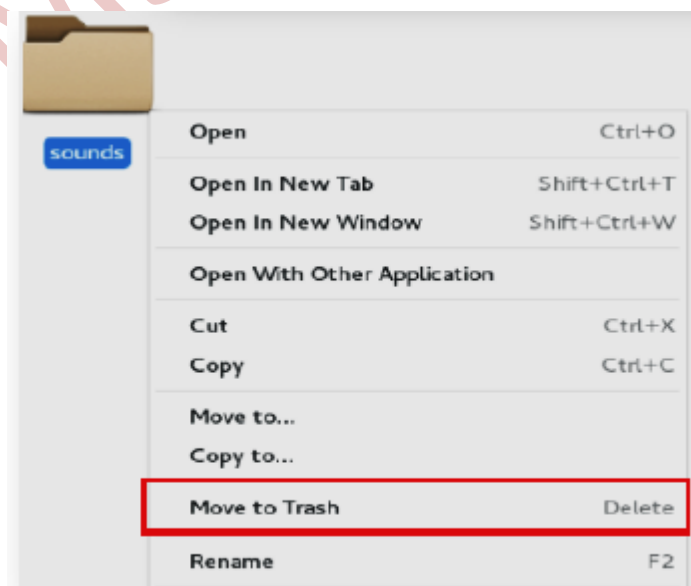 sounds
Open Ctrl+O
Open In New Tab Shift+Ctrl+T
Open In New Window Shift+Ctrl+W
Open With Other Application
Cut Ctrl+X
Copy Ctrl+C
Move to...
Copy to...
Move to Trash Delete
Rename F2